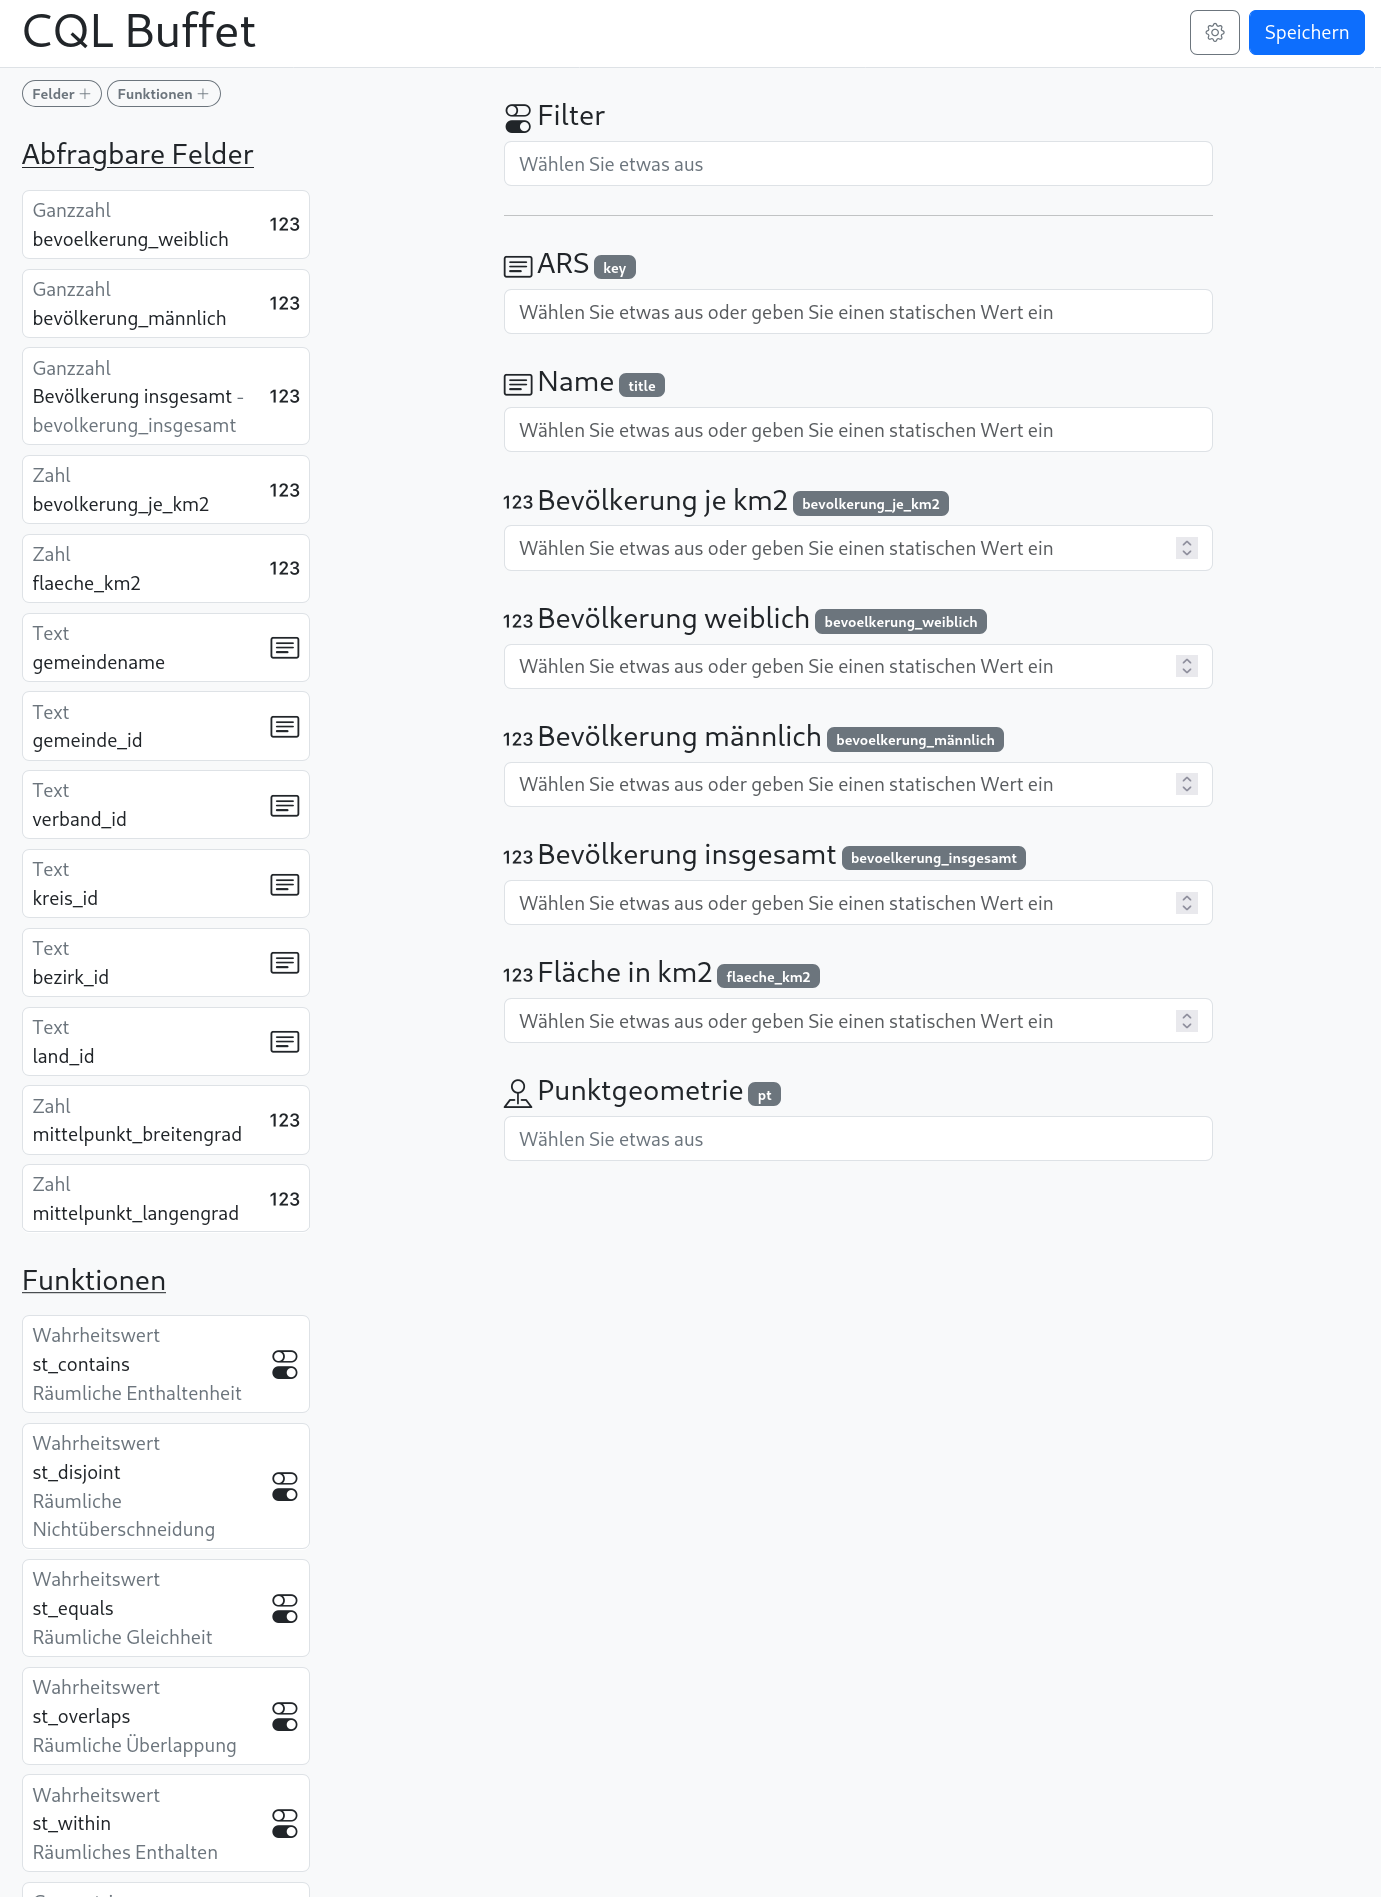 CQL Buffet
Speichern
Felder +
Funktionen +
Abfragbare Felder
Ganzzahl
bevoelkerung_weiblich
123
Ganzzahl
bevölkerung_männlich
123
Ganzzahl
Bevölkerung insgesamt -
bevolkerung_insgesamt
123
Zahl
bevolkerung_je_km2
123
Zahl
flaeche_km2
123
Text
gemeindename
Text
gemeinde_id
Text
verband_id
Text
kreis_id
Text
bezirk_id
Text
land_id
Zahl
mittelpunkt_breitengrad
123
Zahl
mittelpunkt_langengrad
123
Funktionen
Wahrheitswert
st_contains
Räumliche Enthaltenheit
Wahrheitswert
st_disjoint
Räumliche
Nichtüberschneidung
Wahrheitswert
st_equals
Räumliche Gleichheit
Wahrheitswert
st_overlaps
Räumliche Überlappung
Wahrheitswert
st_within
Räumliches Enthalten
Filter
Wählen Sie etwas aus
ARS key
Wählen Sie etwas aus oder geben Sie einen statischen Wert ein
Name title
Wählen Sie etwas aus oder geben Sie einen statischen Wert ein
123 Bevölkerung je km2 bevolkerung_je_km2
Wählen Sie etwas aus oder geben Sie einen statischen Wert ein
123 Bevölkerung weiblich bevoelkerung_weiblich
Wählen Sie etwas aus oder geben Sie einen statischen Wert ein
123 Bevölkerung männlich bevoelkerung_männlich
Wählen Sie etwas aus oder geben Sie einen statischen Wert ein
123 Bevölkerung insgesamt bevoelkerung_insgesamt
Wählen Sie etwas aus oder geben Sie einen statischen Wert ein
123 Fläche in km2 flaeche_km2
Wählen Sie etwas aus oder geben Sie einen statischen Wert ein
Punktgeometrie pt
Wählen Sie etwas aus